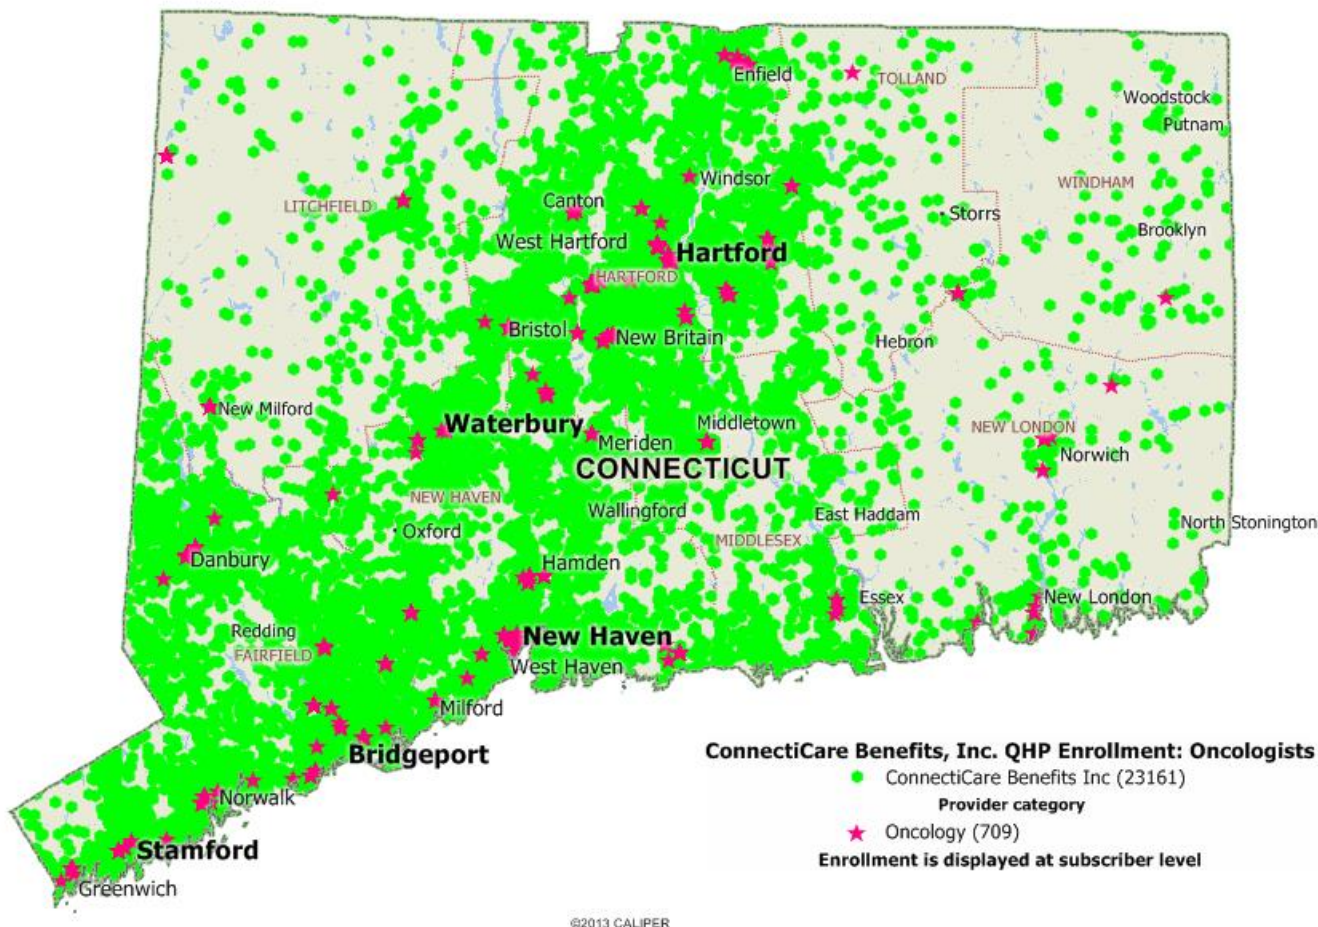 Enfield
TOLLAND
Woodstock
Putnam
Windsor
WINDHAM
LITCHFIELD
Canton
Storrs
West Hartford
Brooklyn
Hartford
HARTFORD
Bristol
New Britain
Hebron
New Milford
Waterbury
Middletown
Meriden
NEW LONDON
Norwich
CONNECTICUT
NEW HAVEN
Wallingford
East Haddam
North Stonington
Oxford
MIDDLESEX
Danbury
Hamden
Essex
New London
Redding
New Haven
FAIRFIELD
West Haven
Milford
Bridgeport
ConnectiCare Benefits, Inc. QHP Enrollment: Oncologists
ConnectiCare Benefits Inc (23161)
Norwalk
Provider category
Oncology (709)
Stamford
Enrollment is displayed at subscriber level
Greenwich
©2013 CALIPER